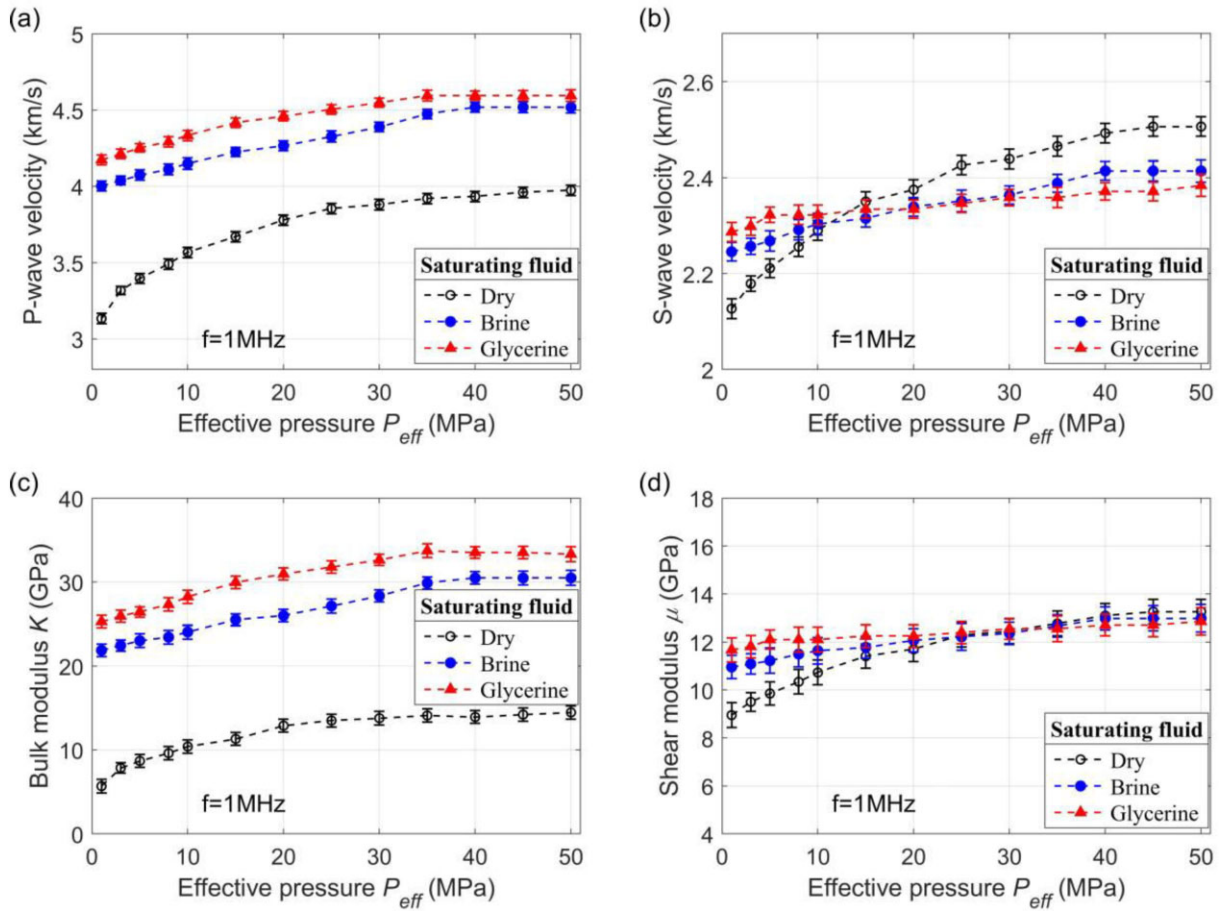 (a)
5
4.5
4
3.5
3
P-wave velocity (km/s)
Saturating fluid
Dry
Brine
Glycerine
f=1MHz
0 10 20 30 40 50
Effective pressure P_eff (MPa)
(b)
2.6
2.4
2.2
2
S-wave velocity (km/s)
Saturating fluid
Dry
Brine
Glycerine
f=1MHz
0 10 20 30 40 50
Effective pressure P_eff (MPa)
(c)
40
30
20
10
0
Bulk modulus K (GPa)
Saturating fluid
Dry
Brine
Glycerine
f=1MHz
0 10 20 30 40 50
Effective pressure P_eff (MPa)
(d)
18
16
14
12
10
8
6
4
Shear modulus μ (GPa)
Saturating fluid
Dry
Brine
Glycerine
f=1MHz
0 10 20 30 40 50
Effective pressure P_eff (MPa)